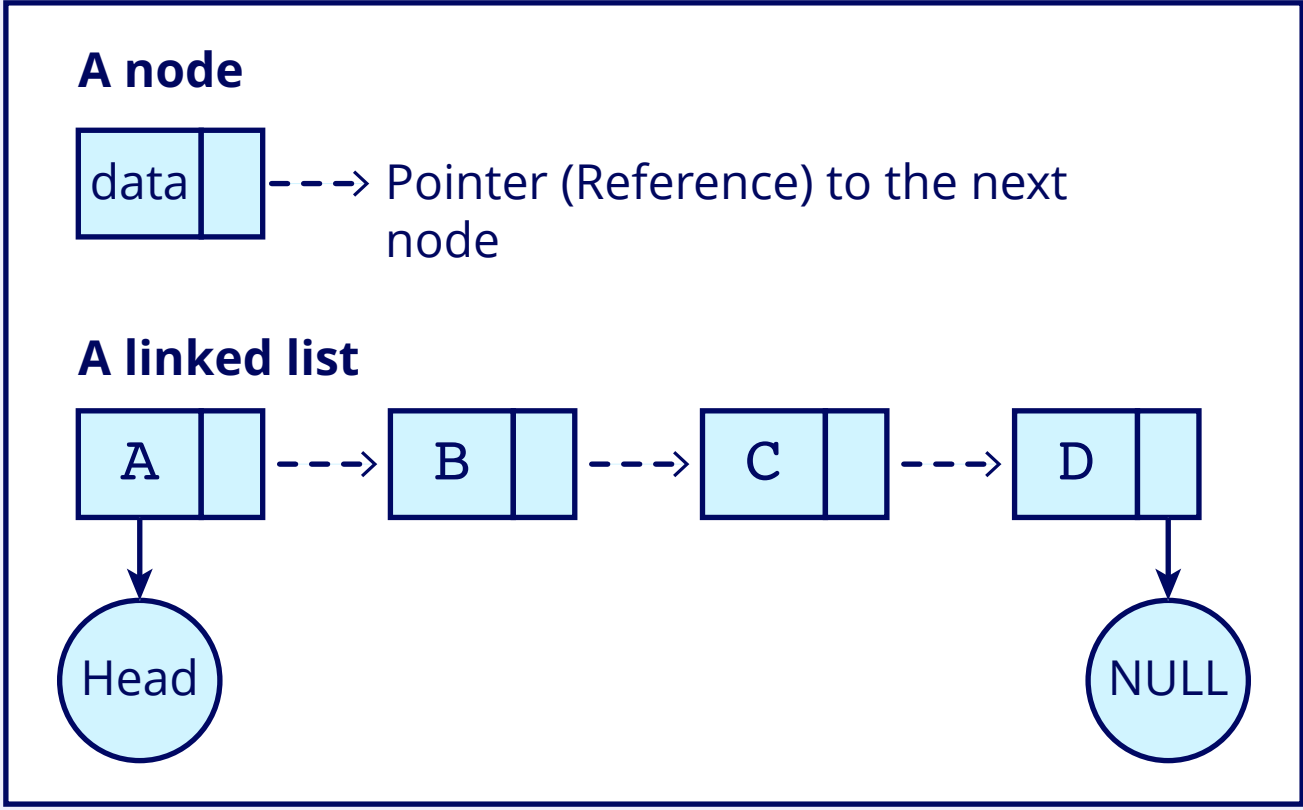 A node
data
Pointer (Reference) to the next
node
A linked list
A
B
C
D
Head
NULL